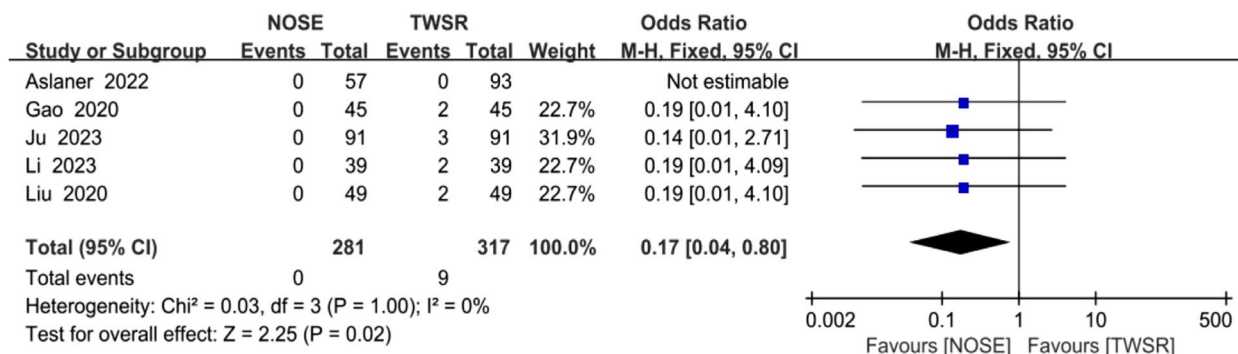 NOSE TWSR Odds Ratio Odds Ratio
Study or Subgroup Events Total Events Total Weight M-H, Fixed, 95% CI M-H, Fixed, 95% CI
Aslaner 2022 0 57 0 93 Not estimable
Gao 2020 0 45 2 45 22.7% 0.19 [0.01, 4.10]
Ju 2023 0 91 3 91 31.9% 0.14 [0.01, 2.71]
Li 2023 0 39 2 39 22.7% 0.19 [0.01, 4.09]
Liu 2020 0 49 2 49 22.7% 0.19 [0.01, 4.10]
Total (95% CI) 281 317 100.0% 0.17 [0.04, 0.80]
Total events 0 9
Heterogeneity: Chi² = 0.03, df = 3 (P = 1.00); I² = 0%
Test for overall effect: Z = 2.25 (P = 0.02)
0.002 0.1 1 10 500
Favours [NOSE] Favours [TWSR]